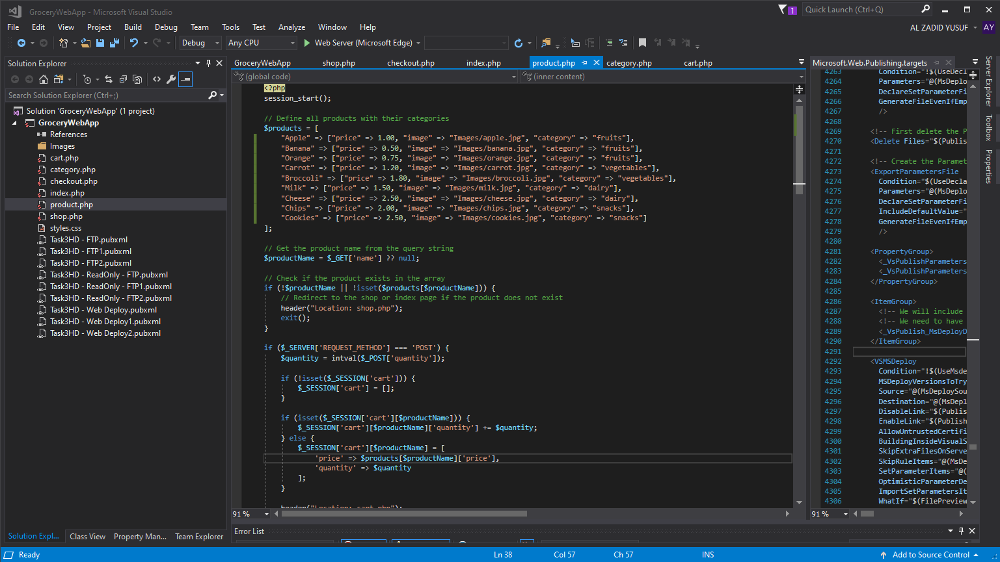 GroceryWebApp - Microsoft Visual Studio
1
Quick Launch (Ctrl+Q)
File Edit View Project Build Debug Team Tools Test Analyze Window Help
AL ZADID YUSUF
AY
Debug
Any CPU
Web Server (Microsoft Edge)
Solution Explorer
Search Solution Explorer (Ctrl+;)
Solution 'GroceryWebApp' (1 project)
GroceryWebApp
References
Images
cart.php
category.php
checkout.php
index.php
product.php
shop.php
styles.css
Task3HD - FTP.pubxml
Task3HD - FTP1.pubxml
Task3HD - FTP2.pubxml
Task3HD - ReadOnly - FTP.pubxml
Task3HD - ReadOnly - FTP1.pubxml
Task3HD - ReadOnly - FTP2.pubxml
Task3HD - Web Deploy.pubxml
Task3HD - Web Deploy1.pubxml
Task3HD - Web Deploy2.pubxml
Solution Expl... Class View Property Man... Team Explorer
GroceryWebApp shop.php checkout.php index.php product.php category.php cart.php
(global code)
(inner content)
<?php
session_start();
// Define all products with their categories
$products = [
"Apple" => ["price" => 1.00, "image" => "Images/apple.jpg", "category" => "fruits"],
"Banana" => ["price" => 0.50, "image" => "Images/banana.jpg", "category" => "fruits"],
"Orange" => ["price" => 0.75, "image" => "Images/orange.jpg", "category" => "fruits"],
"Carrot" => ["price" => 1.20, "image" => "Images/carrot.jpg", "category" => "vegetables"],
"Broccoli" => ["price" => 1.80, "image" => "Images/broccoli.jpg", "category" => "vegetables"],
"Milk" => ["price" => 1.50, "image" => "Images/milk.jpg", "category" => "dairy"],
"Cheese" => ["price" => 2.50, "image" => "Images/cheese.jpg", "category" => "dairy"],
"Chips" => ["price" => 2.00, "image" => "Images/chips.jpg", "category" => "snacks"],
"Cookies" => ["price" => 2.50, "image" => "Images/cookies.jpg", "category" => "snacks"]
];
// Get the product name from the query string
$productName = $_GET['name'] ?? null;
// Check if the product exists in the array
if (!$productName || !isset($products[$productName])) {
// Redirect to the shop or index page if the product does not exist
header("Location: shop.php");
exit();
}
if ($_SERVER['REQUEST_METHOD'] === 'POST') {
$quantity = intval($_POST['quantity']);
if (!isset($_SESSION['cart'])) {
$_SESSION['cart'] = [];
}
if (isset($_SESSION['cart'][$productName])) {
$_SESSION['cart'][$productName]['quantity'] += $quantity;
} else {
$_SESSION['cart'][$productName] = [
'price' => $products[$productName]['price'],
'quantity' => $quantity
];
}
header("Location: cart.php");
91 %
Microsoft.Web.Publishing.targets
4263 Condition="!$(UseDecl
4264 Parameters="@(MsDeplo
4265 DeclareSetParameterFi
4266 GenerateFileEvenIfEmp
4267 />
4268
4269 <!-- First delete the P
4270 <Delete Files="$(Publis
4271
4272 <!-- Create the Paramet
4273 <ExportParametersFile
4274 Condition="$(UseDecla
4275 Parameters="@(MsDeplo
4276 DeclareSetParameterFi
4277 IncludeDefaultValue="
4278 GenerateFileEvenIfEmp
4279 />
4280
4281 <PropertyGroup>
4282 <_VsPublishParameters
4283 <_VsPublishParameters
4284 </PropertyGroup>
4285
4286 <ItemGroup>
4287 <!-- We will include
4288 <!-- We need to have
4289 <_VsPublish_MsDeployD
4290 </ItemGroup>
4291
4292 <VSMSDeploy
4293 Condition="!$(UseMsde
4294 MSDeployVersionsToTry
4295 Source="@(MsDeploySou
4296 Destination="@(MsDepl
4297 DisableLink="$(Publis
4298 EnableLink="$(Publish
4299 AllowUntrustedCertifi
4300 BuildingInsideVisualS
4301 SkipExtraFilesOnServe
4302 SkipRuleItems="@(MsDe
4303 SetParameterItems="@(
4304 OptimisticParameterDe
4305 ImportSetParametersIt
4306 WhatIf="$(FilePreview
91 %
Server Explorer
Toolbox
Properties
Error List
Ready
Ln 38
Col 57
Ch 57
INS
Add to Source Control